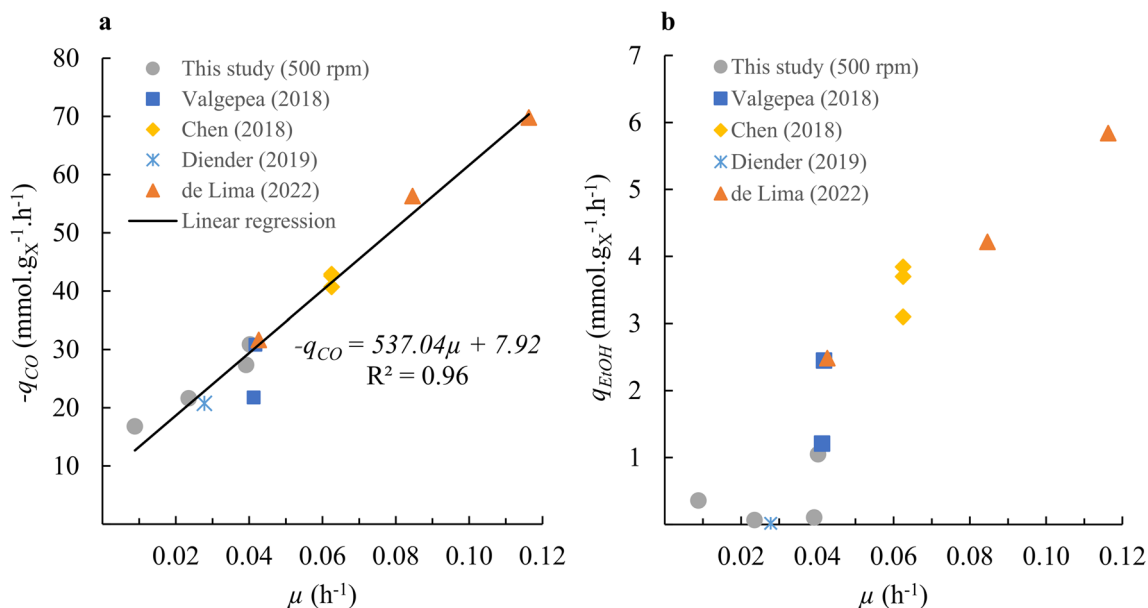 a
80
70
60
50
40
30
20
10
-qCO (mmol.gX-1.h-1)
This study (500 rpm)
Valgepea (2018)
Chen (2018)
Diender (2019)
de Lima (2022)
Linear regression
-qCO = 537.04μ + 7.92
R² = 0.96
0.02 0.04 0.06 0.08 0.10 0.12
μ (h-1)
b
7
6
5
4
3
2
1
qEtOH (mmol.gX-1.h-1)
This study (500 rpm)
Valgepea (2018)
Chen (2018)
Diender (2019)
de Lima (2022)
0.02 0.04 0.06 0.08 0.10 0.12
μ (h-1)